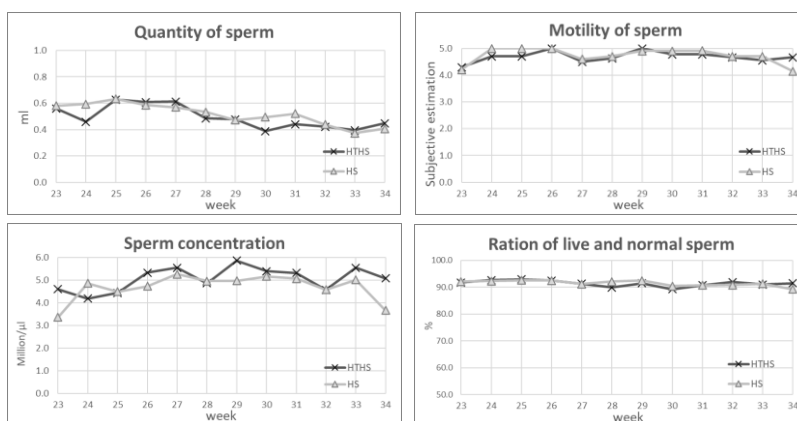 Quantity of sperm
1.0
0.8
0.6
0.4
0.2
0.0
ml
23 24 25 26 27 28 29 30 31 32 33 34
week
HTHS
HS
Motility of sperm
5.0
4.0
3.0
2.0
1.0
0.0
Subjective estimation
23 24 25 26 27 28 29 30 31 32 33 34
week
HTHS
HS
Sperm concentration
6.0
5.0
4.0
3.0
2.0
1.0
0.0
Million/µl
23 24 25 26 27 28 29 30 31 32 33 34
week
HTHS
HS
Ration of live and normal sperm
100.0
90.0
80.0
70.0
60.0
50.0
%
23 24 25 26 27 28 29 30 31 32 33 34
week
HTHS
HS